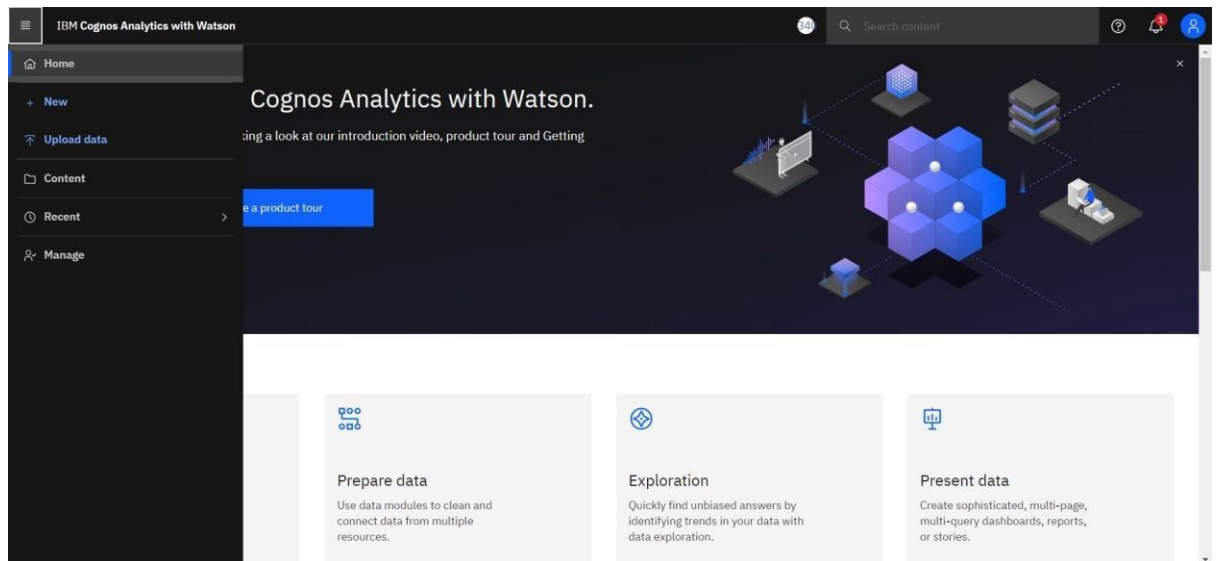 IBM Cognos Analytics with Watson
340
Search content
1
Home
New
Upload data
Content
Recent
Manage
Cognos Analytics with Watson.
king a look at our introduction video, product tour and Getting
e a product tour
Prepare data
Use data modules to clean and
connect data from multiple
resources.
Exploration
Quickly find unbiased answers by
identifying trends in your data with
data exploration.
Present data
Create sophisticated, multi-page,
multi-query dashboards, reports,
or stories.